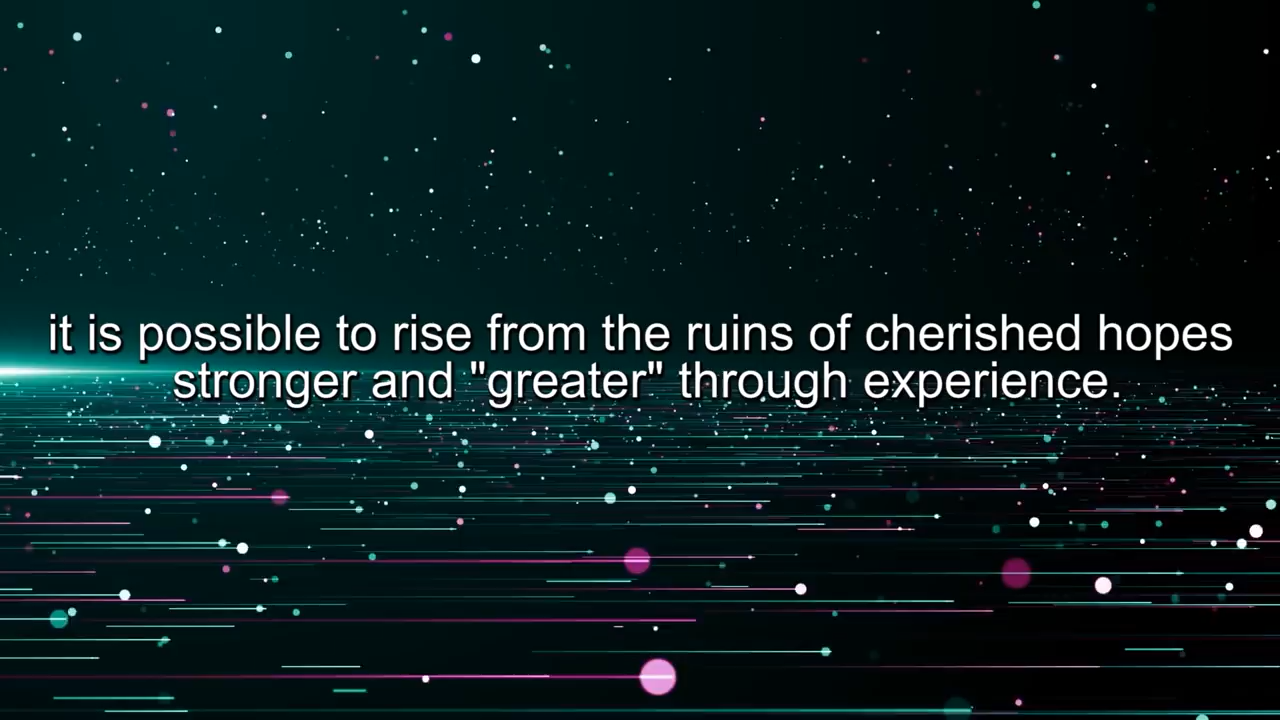 it is possible to rise from the ruins of cherished hopes
stronger and "greater" through experience.